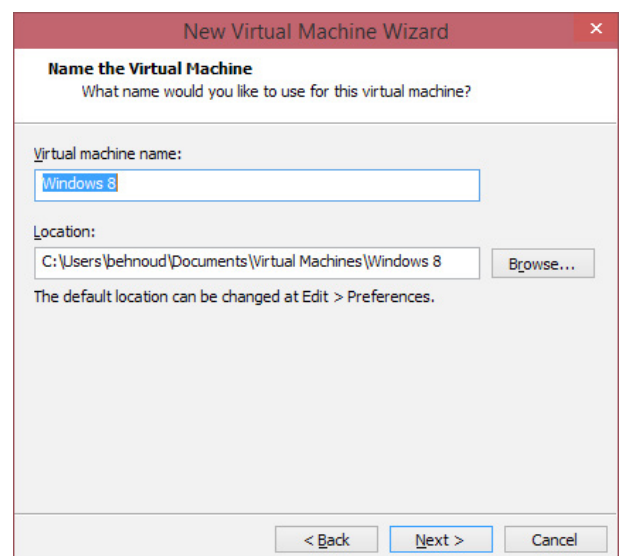 New Virtual Machine Wizard
×
Name the Virtual Machine
What name would you like to use for this virtual machine?
Virtual machine name:
Windows 8
Location:
C:\Users\behnoud\Documents\Virtual Machines\Windows 8
Browse...
The default location can be changed at Edit > Preferences.
< Back Next > Cancel